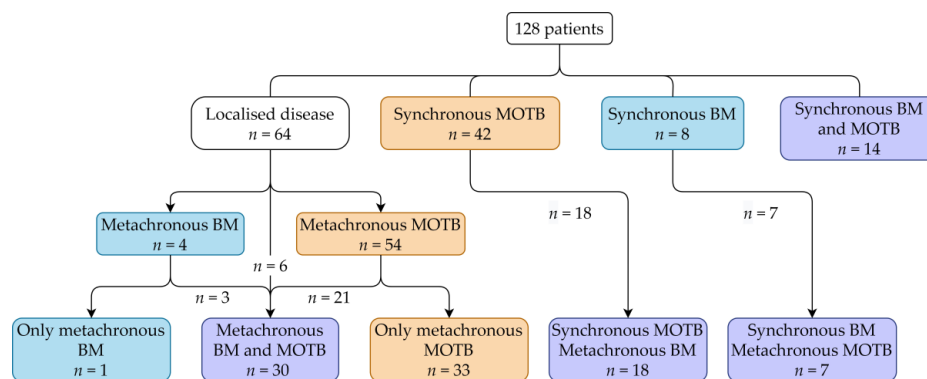 128 patients
Localised disease
n = 64
Synchronous MOTB
n = 42
Synchronous BM
n = 8
Synchronous BM
and MOTB
n = 14
Metachronous BM
n = 4
Metachronous MOTB
n = 54
n = 18
n = 7
n = 6
n = 3
n = 21
Only metachronous
BM
n = 1
Metachronous
BM and MOTB
n = 30
Only metachronous
MOTB
n = 33
Synchronous MOTB
Metachronous BM
n = 18
Synchronous BM
Metachronous MOTB
n = 7